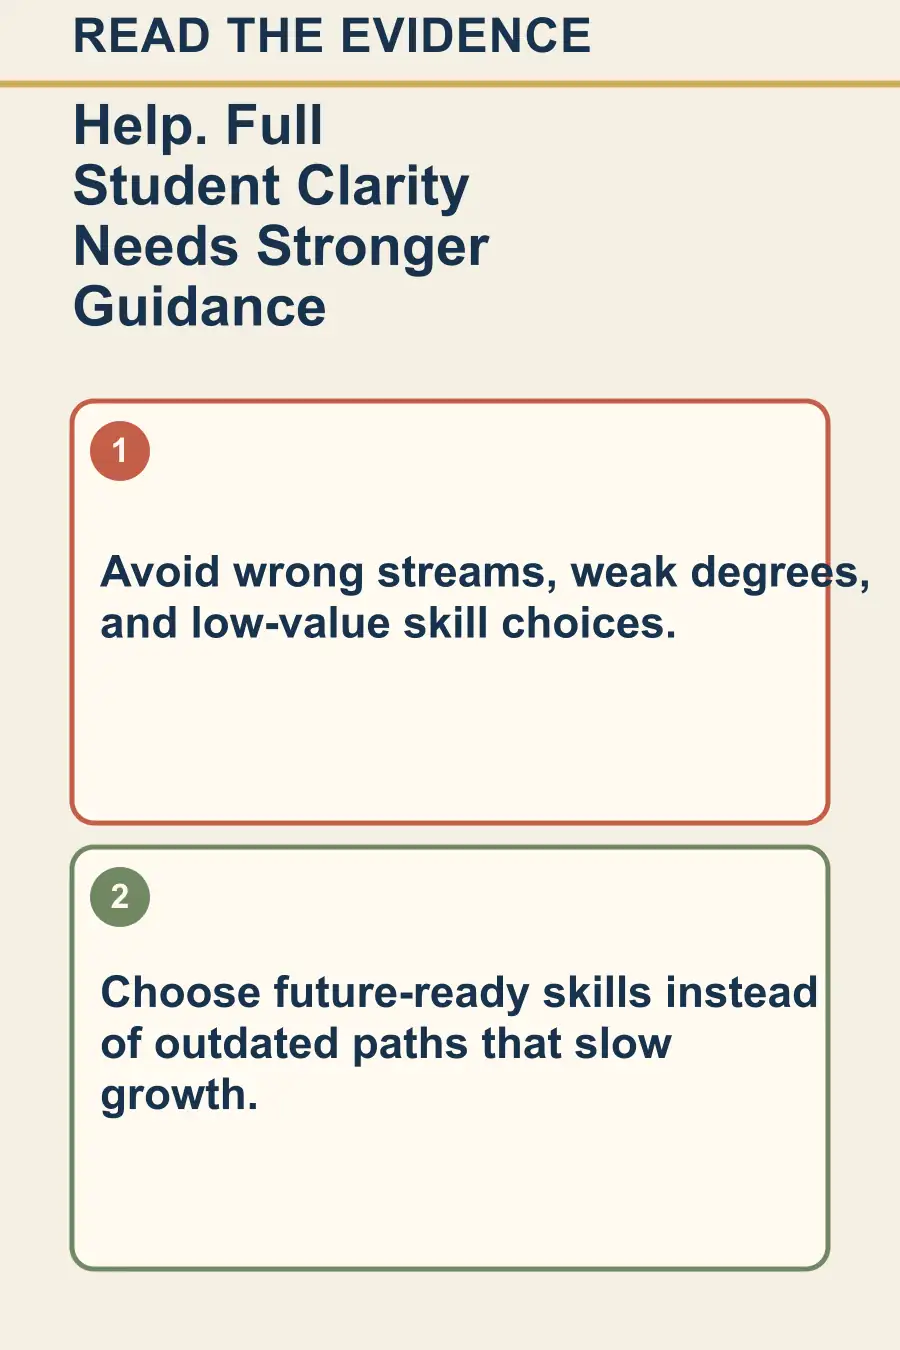 READ THE EVIDENCE
Help. Full
Student Clarity
Needs Stronger
Guidance
1
Avoid wrong streams, weak degrees,
and low-value skill choices.
2
Choose future-ready skills instead
of outdated paths that slow
growth.